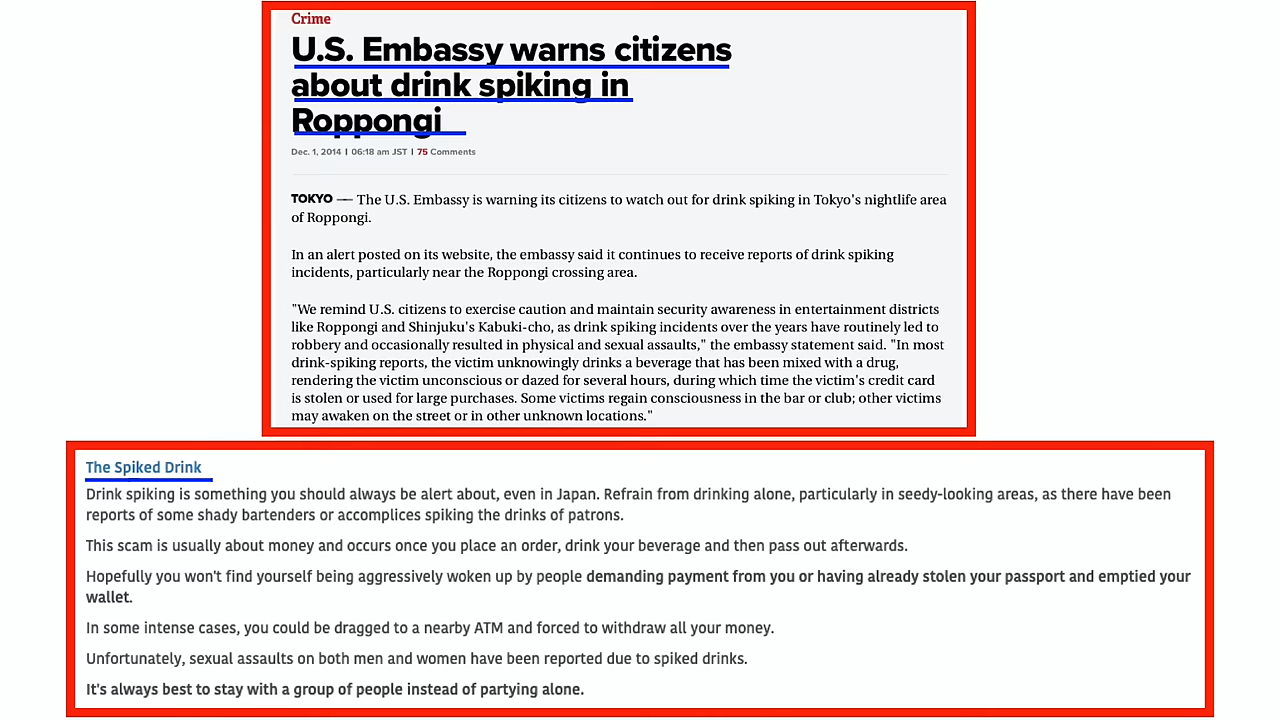 Crime
U.S. Embassy warns citizens
about drink spiking in
Roppongi
Dec. 1, 2014 | 06:18 am JST | 75 Comments
TOKYO — The U.S. Embassy is warning its citizens to watch out for drink spiking in Tokyo's nightlife area
of Roppongi.
In an alert posted on its website, the embassy said it continues to receive reports of drink spiking
incidents, particularly near the Roppongi crossing area.
"We remind U.S. citizens to exercise caution and maintain security awareness in entertainment districts
like Roppongi and Shinjuku's Kabuki-cho, as drink spiking incidents over the years have routinely led to
robbery and occasionally resulted in physical and sexual assaults," the embassy statement said. "In most
drink-spiking reports, the victim unknowingly drinks a beverage that has been mixed with a drug,
rendering the victim unconscious or dazed for several hours, during which time the victim's credit card
is stolen or used for large purchases. Some victims regain consciousness in the bar or club; other victims
may awaken on the street or in other unknown locations."
The Spiked Drink
Drink spiking is something you should always be alert about, even in Japan. Refrain from drinking alone, particularly in seedy-looking areas, as there have been
reports of some shady bartenders or accomplices spiking the drinks of patrons.
This scam is usually about money and occurs once you place an order, drink your beverage and then pass out afterwards.
Hopefully you won't find yourself being aggressively woken up by people demanding payment from you or having already stolen your passport and emptied your
wallet.
In some intense cases, you could be dragged to a nearby ATM and forced to withdraw all your money.
Unfortunately, sexual assaults on both men and women have been reported due to spiked drinks.
It's always best to stay with a group of people instead of partying alone.